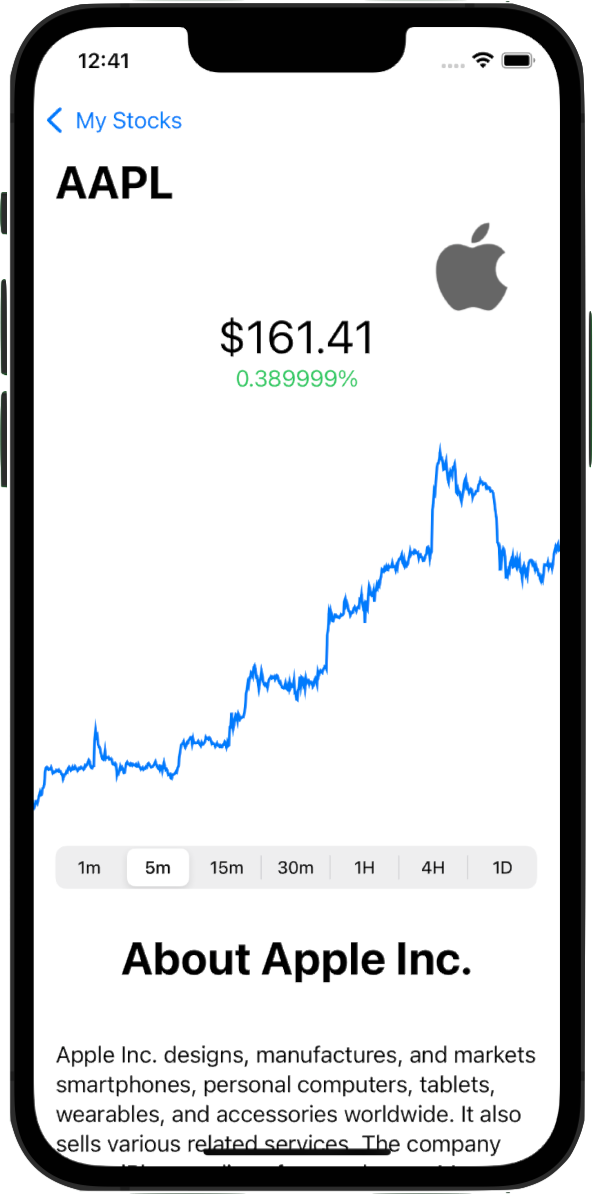 12:41
My Stocks
AAPL
$161.41
0.389999%
1m 5m 15m 30m 1H 4H 1D
About Apple Inc.
Apple Inc. designs, manufactures, and markets
smartphones, personal computers, tablets,
wearables, and accessories worldwide. It also
sells various related services. The company